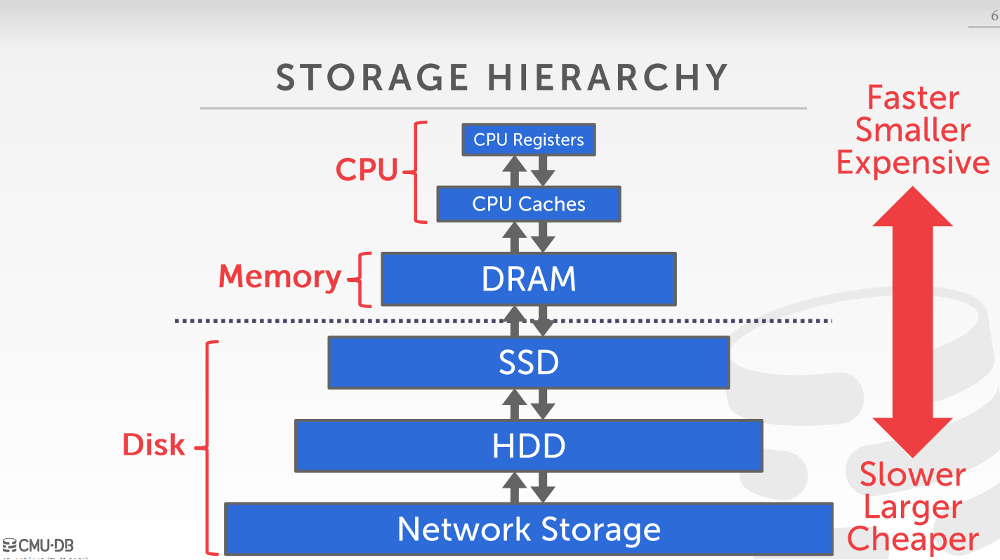 6
STORAGE HIERARCHY
Faster
Smaller
Expensive
CPU Registers
CPU
CPU Caches
Memory
DRAM
SSD
Disk
HDD
Slower
Larger
Cheaper
Network Storage
CMU·DB